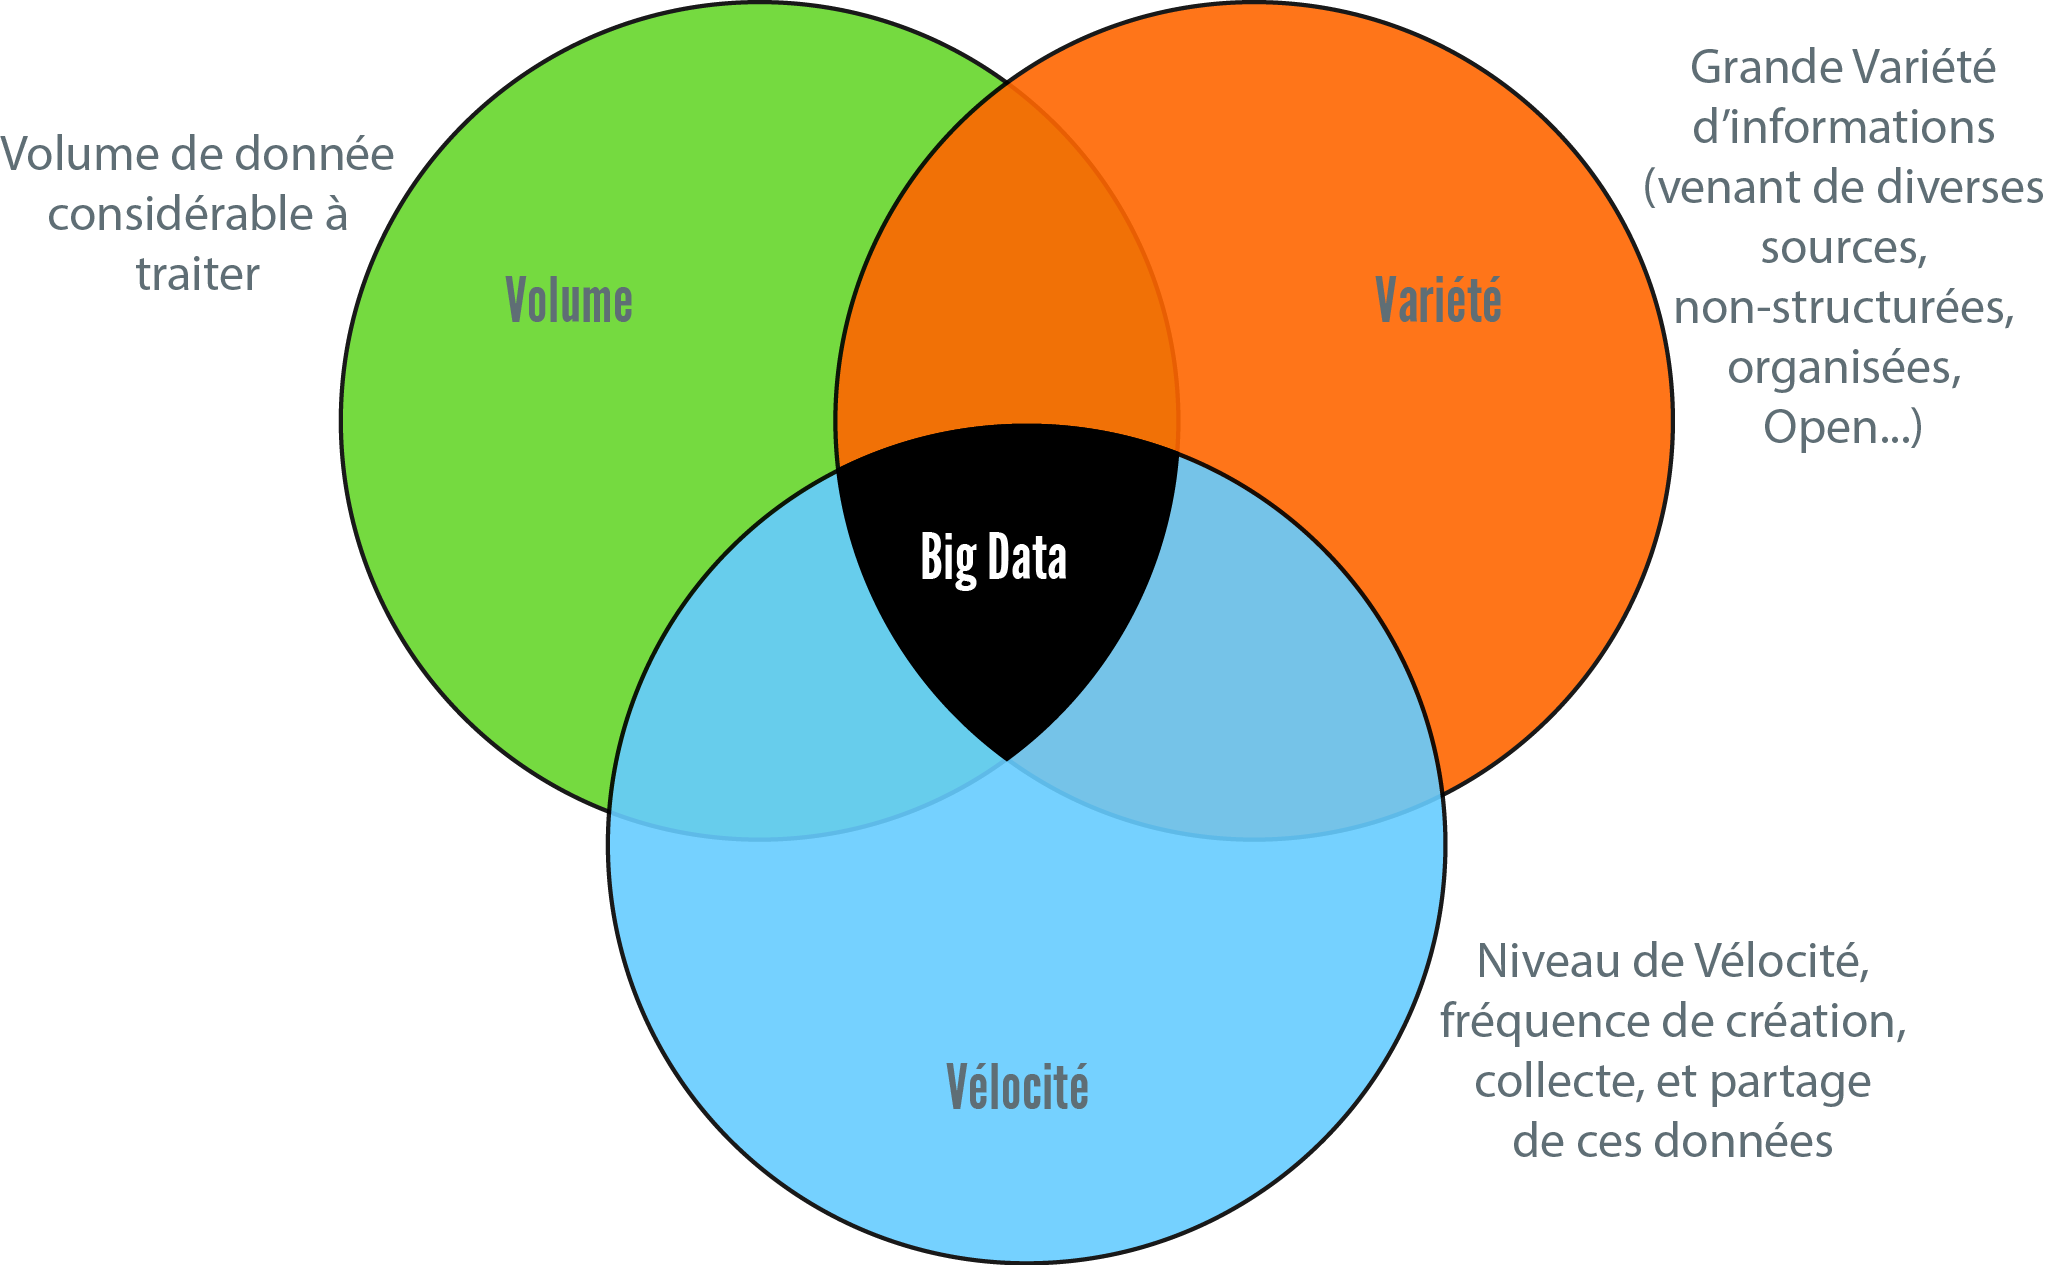 Volume de donnée
considérable à
traiter
Volume
Variété
Grande Variété
d’informations
(venant de diverses
sources,
non-structurées,
organisées,
Open...)
Big Data
Vélocité
Niveau de Vélocité,
fréquence de création,
collecte, et partage
de ces données